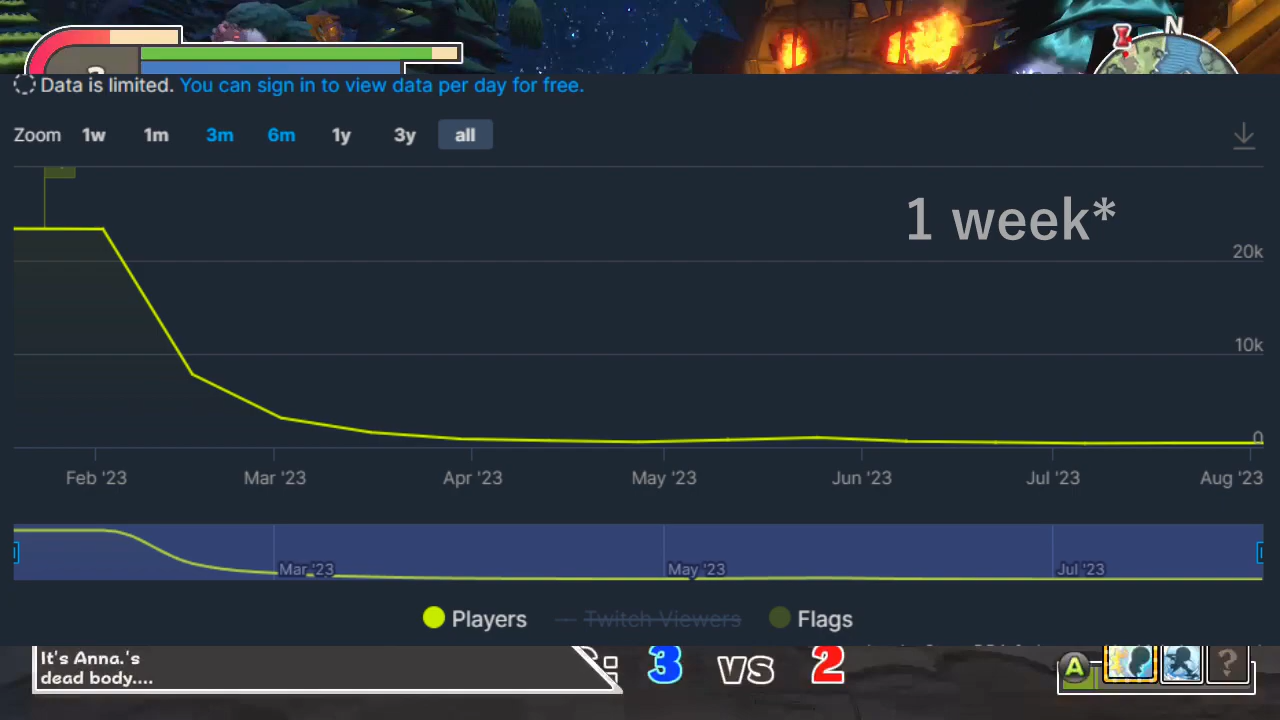 N
Data is limited. You can sign in to view data per day for free.
Zoom 1w 1m 3m 6m 1y 3y all
1 week*
20k
10k
0
Feb '23 Mar '23 Apr '23 May '23 Jun '23 Jul '23 Aug '23
Mar '23 May '23 Jul '23
Players Twitch Viewers Flags
It's Anna.'s
dead body....
3 vs 2
A ?